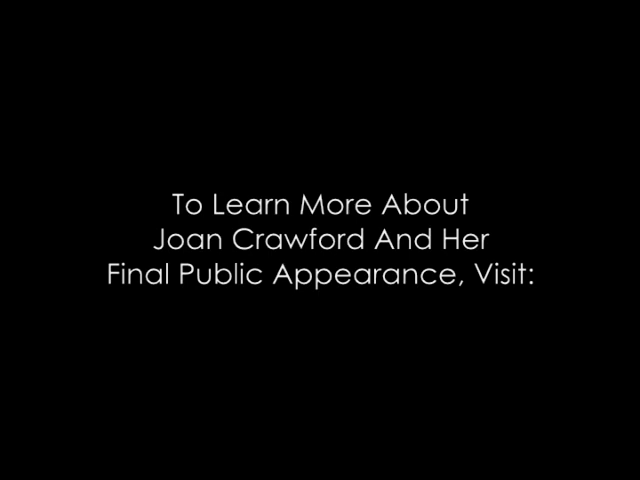 To Learn More About
Joan Crawford And Her
Final Public Appearance, Visit: